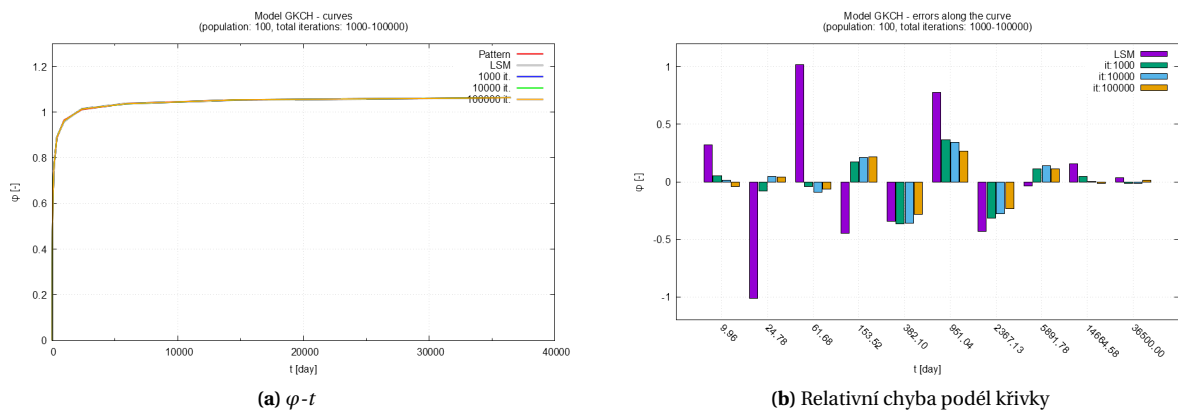 Model GKCH - curves
(population: 100, total iterations: 1000-100000)
Pattern
LSM
1000 it.
10000 it.
100000 it.
1.2
1
0.8
0.6
0.4
0.2
0
φ [-]
0
10000
20000
30000
40000
t [day]
(a) φ-t
Model GKCH - errors along the curve
(population: 100, total iterations: 1000-100000)
LSM
it:1000
it:10000
it:100000
1
0.5
0
-0.5
-1
φ [-]
9.96
24.78
61.68
153.52
382.10
951.04
2367.13
5891.78
14664.58
36500.00
t [day]
(b) Relativní chyba podél křivky